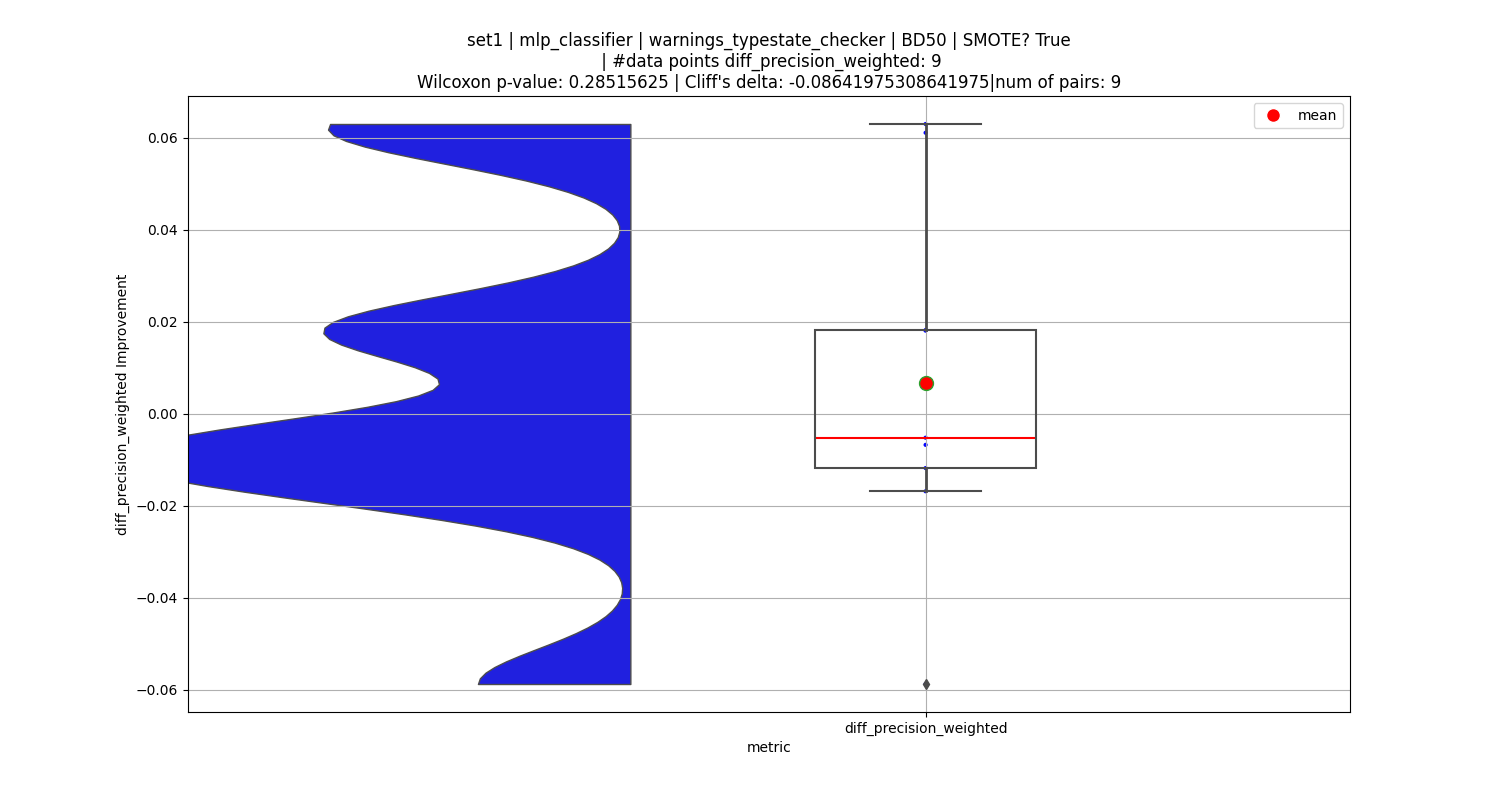 set1 | mlp_classifier | warnings_typestate_checker | BD50 | SMOTE? True
| #data points diff_precision_weighted: 9
Wilcoxon p-value: 0.28515625 | Cliff's delta: -0.08641975308641975|num of pairs: 9
mean
0.06
0.04
0.02
0.00
−0.02
−0.04
−0.06
diff_precision_weighted Improvement
diff_precision_weighted
metric